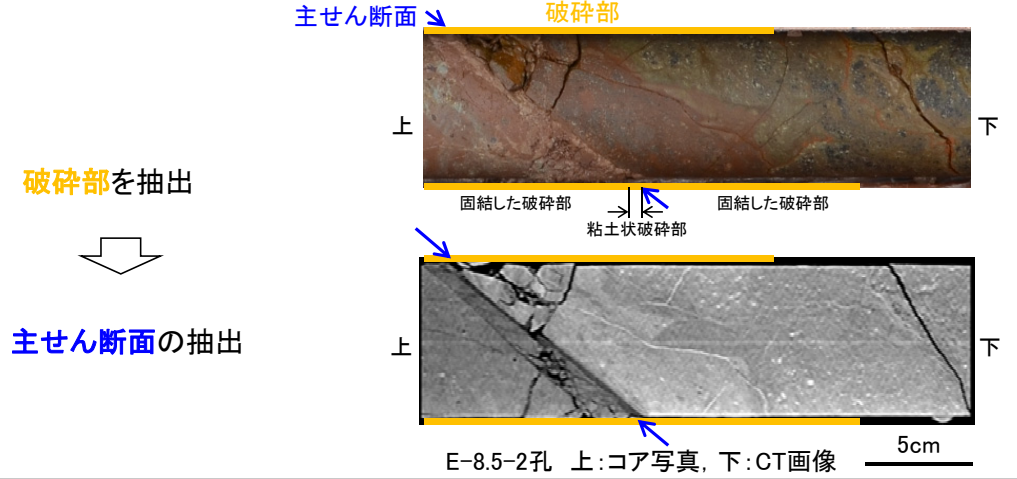 主せん断面
破砕部
上
下
破砕部を抽出
固結した破砕部
固結した破砕部
粘土状破砕部
主せん断面の抽出
上
下
5cm
E-8.5-2孔 上:コア写真, 下:CT画像